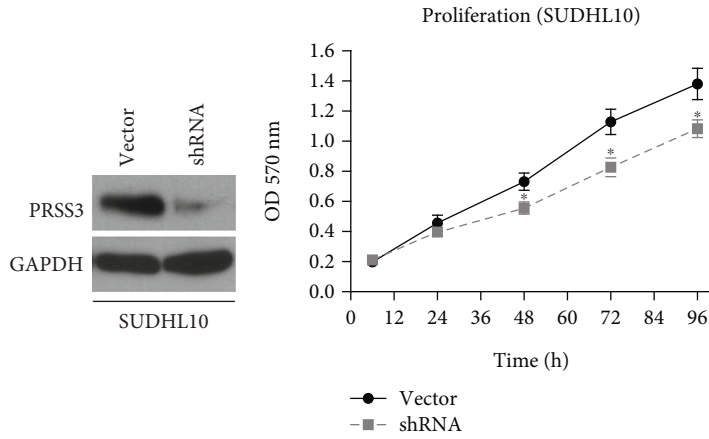 Vector
shRNA
PRSS3
GAPDH
SUDHL10
Proliferation (SUDHL10)
OD 570 nm
1.6
1.4
1.2
1.0
0.8
0.6
0.4
0.2
0.0
*
*
*
0 12 24 36 48 60 72 84 96
Time (h)
Vector
shRNA